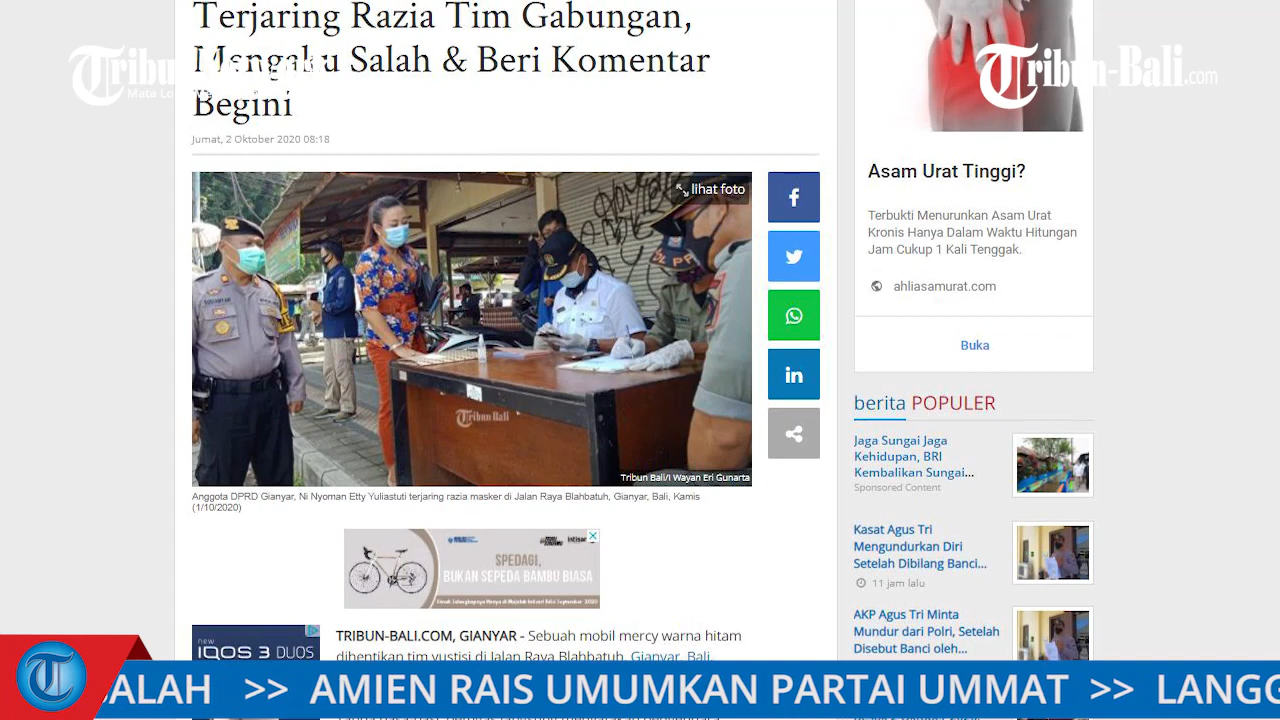 Terjaring Razia Tim Gabungan,
Mengaku Salah & Beri Komentar
Begini
Tribun-Bali.com
Jumat, 2 Oktober 2020 08:18
lihat foto
Tribun Bali
Tribun Bali/I Wayan Eri Gunarta
Anggota DPRD Gianyar, Ni Nyoman Etty Yuliastuti terjaring razia masker di Jalan Raya Blahbatuh, Gianyar, Bali, Kamis
(1/10/2020)
SPEDAGI,
BUKAN SEPEDA BAMBU BIASA
intisari
new
IQOS 3 DUOS
TRIBUN-BALI.COM, GIANYAR - Sebuah mobil mercy warna hitam
dihentikan tim yustisi di Jalan Raya Blahbatuh, Gianyar, Bali,
Asam Urat Tinggi?
Terbukti Menurunkan Asam Urat
Kronis Hanya Dalam Waktu Hitungan
Jam Cukup 1 Kali Tenggak.
ahliasamurat.com
Buka
berita POPULER
Jaga Sungai Jaga
Kehidupan, BRI
Kembalikan Sungai...
Sponsored Content
Kasat Agus Tri
Mengundurkan Diri
Setelah Dibilang Banci...
11 jam lalu
AKP Agus Tri Minta
Mundur dari Polri, Setelah
Disebut Banci oleh...
SALAH >> AMIEN RAIS UMUMKAN PARTAI UMMAT >> LANGG